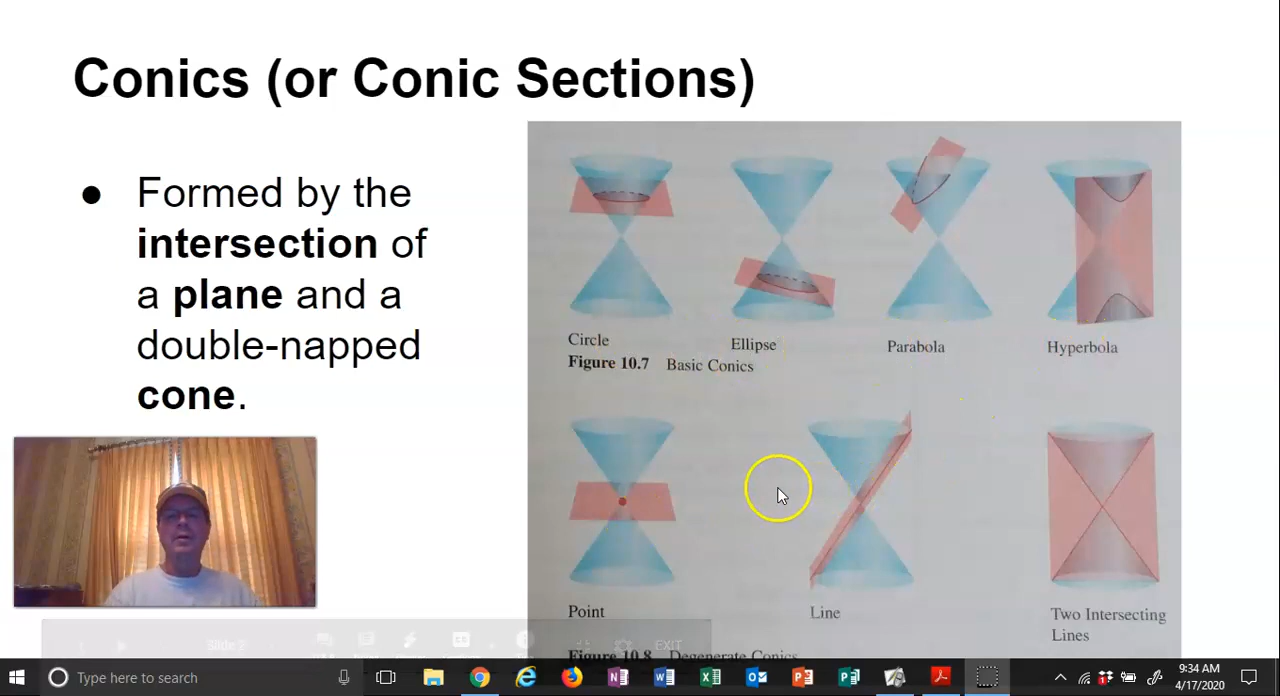 Conics (or Conic Sections)
● Formed by the
intersection of
a plane and a
double-napped
cone.
Circle
Ellipse
Parabola
Hyperbola
Figure 10.7 Basic Conics
Point
Line
Two Intersecting
Lines
Slide 2
EXIT
Figure 10.8 Degenerate Conics
Type here to search
9:34 AM
4/17/2020